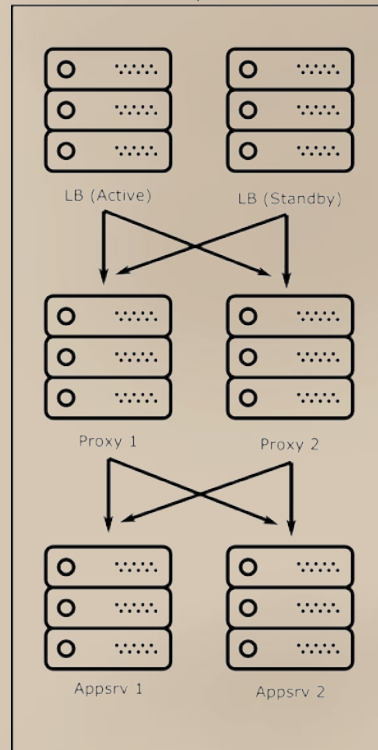 LB (Active)
LB (Standby)
Proxy 1
Proxy 2
Appsrv 1
Appsrv 2